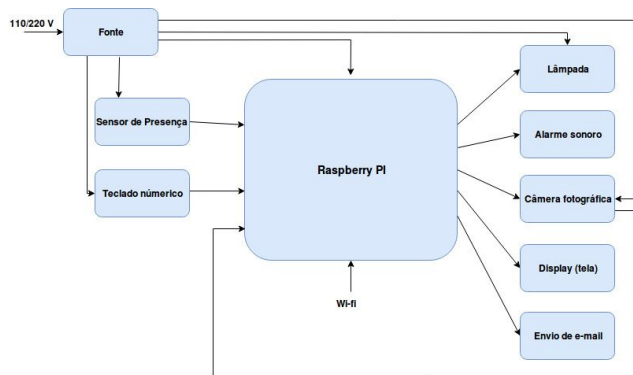 110/220 V
Fonte
Lâmpada
Sensor de Presença
Alarme sonoro
Raspberry PI
Teclado númerico
Câmera fotográfica
Display (tela)
Wi-fi
Envio de e-mail